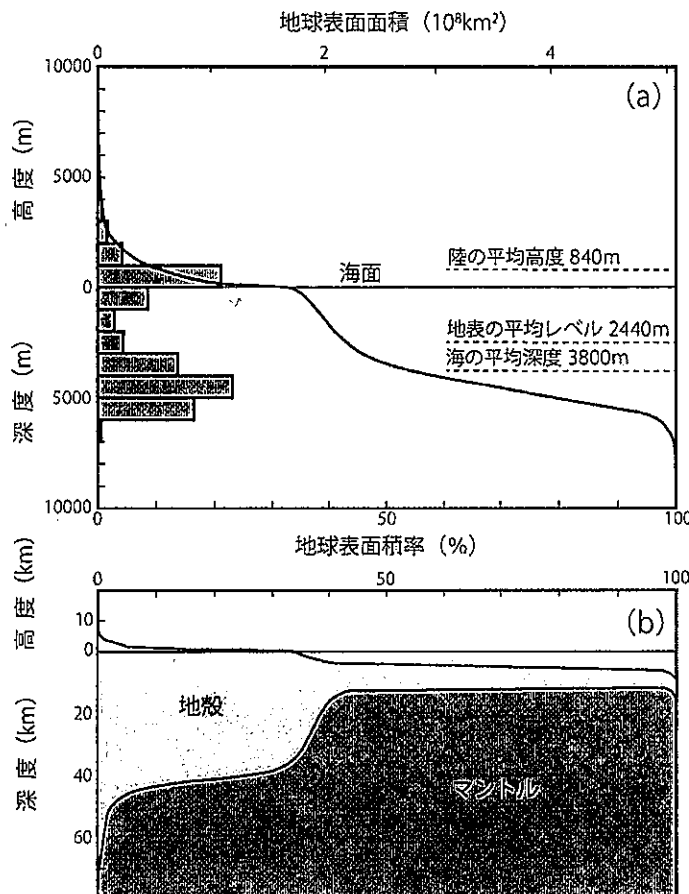 地球表面面積 (10⁸km²)
0 2 4
(a)
高度 (m)
10000
5000
0
陸の平均高度 840m
海面
地表の平均レベル 2440m
海の平均深度 3800m
深度 (m)
5000
10000
0 50 100
地球表面積率 (%)
0 100
(b)
高度 (km)
10
0
地殻
マントル
深度 (km)
20
40
60